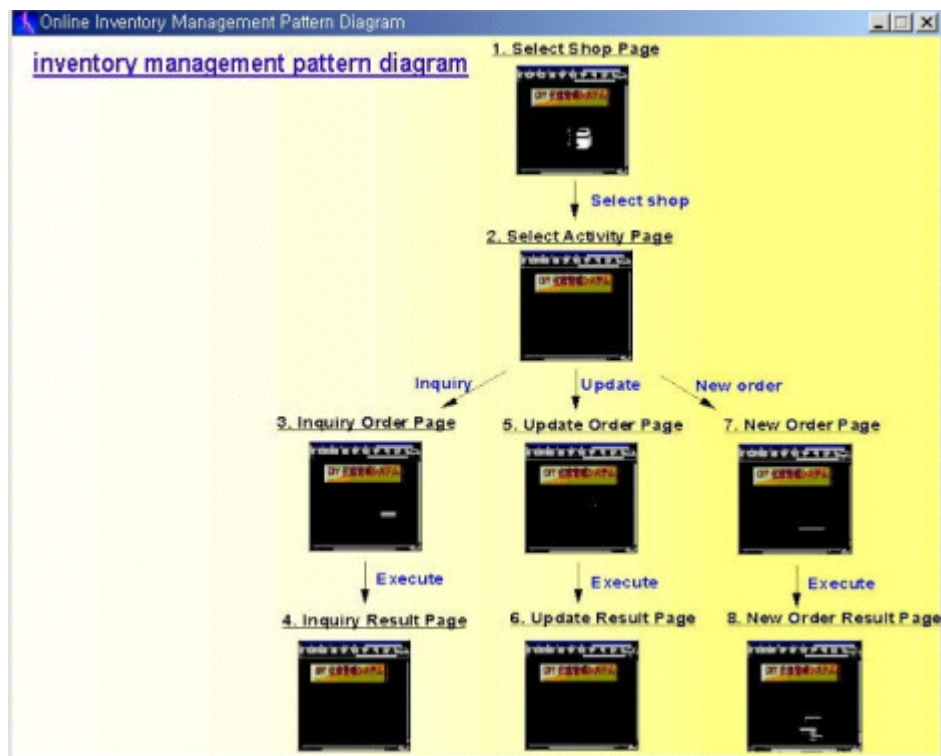 Online Inventory Management Pattern Diagram
inventory management pattern diagram
1. Select Shop Page
Select shop
2. Select Activity Page
Inquiry
Update
New order
3. Inquiry Order Page
5. Update Order Page
7. New Order Page
Execute
Execute
Execute
4. Inquiry Result Page
6. Update Result Page
8. New Order Result Page